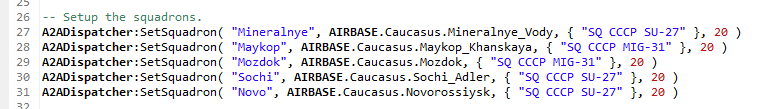 25
26 -- Setup the squadrons.
27 A2ADispatcher:SetSquadron( "Mineralnye", AIRBASE.Caucasus.Mineralnye_Vody, { "SQ CCCP SU-27" }, 20 )
28 A2ADispatcher:SetSquadron( "Maykop", AIRBASE.Caucasus.Maykop_Khanskaya, { "SQ CCCP MIG-31" }, 20 )
29 A2ADispatcher:SetSquadron( "Mozdok", AIRBASE.Caucasus.Mozdok, { "SQ CCCP MIG-31" }, 20 )
30 A2ADispatcher:SetSquadron( "Sochi", AIRBASE.Caucasus.Sochi_Adler, { "SQ CCCP SU-27" }, 20 )
31 A2ADispatcher:SetSquadron( "Novo", AIRBASE.Caucasus.Novorossiysk, { "SQ CCCP SU-27" }, 20 )
32